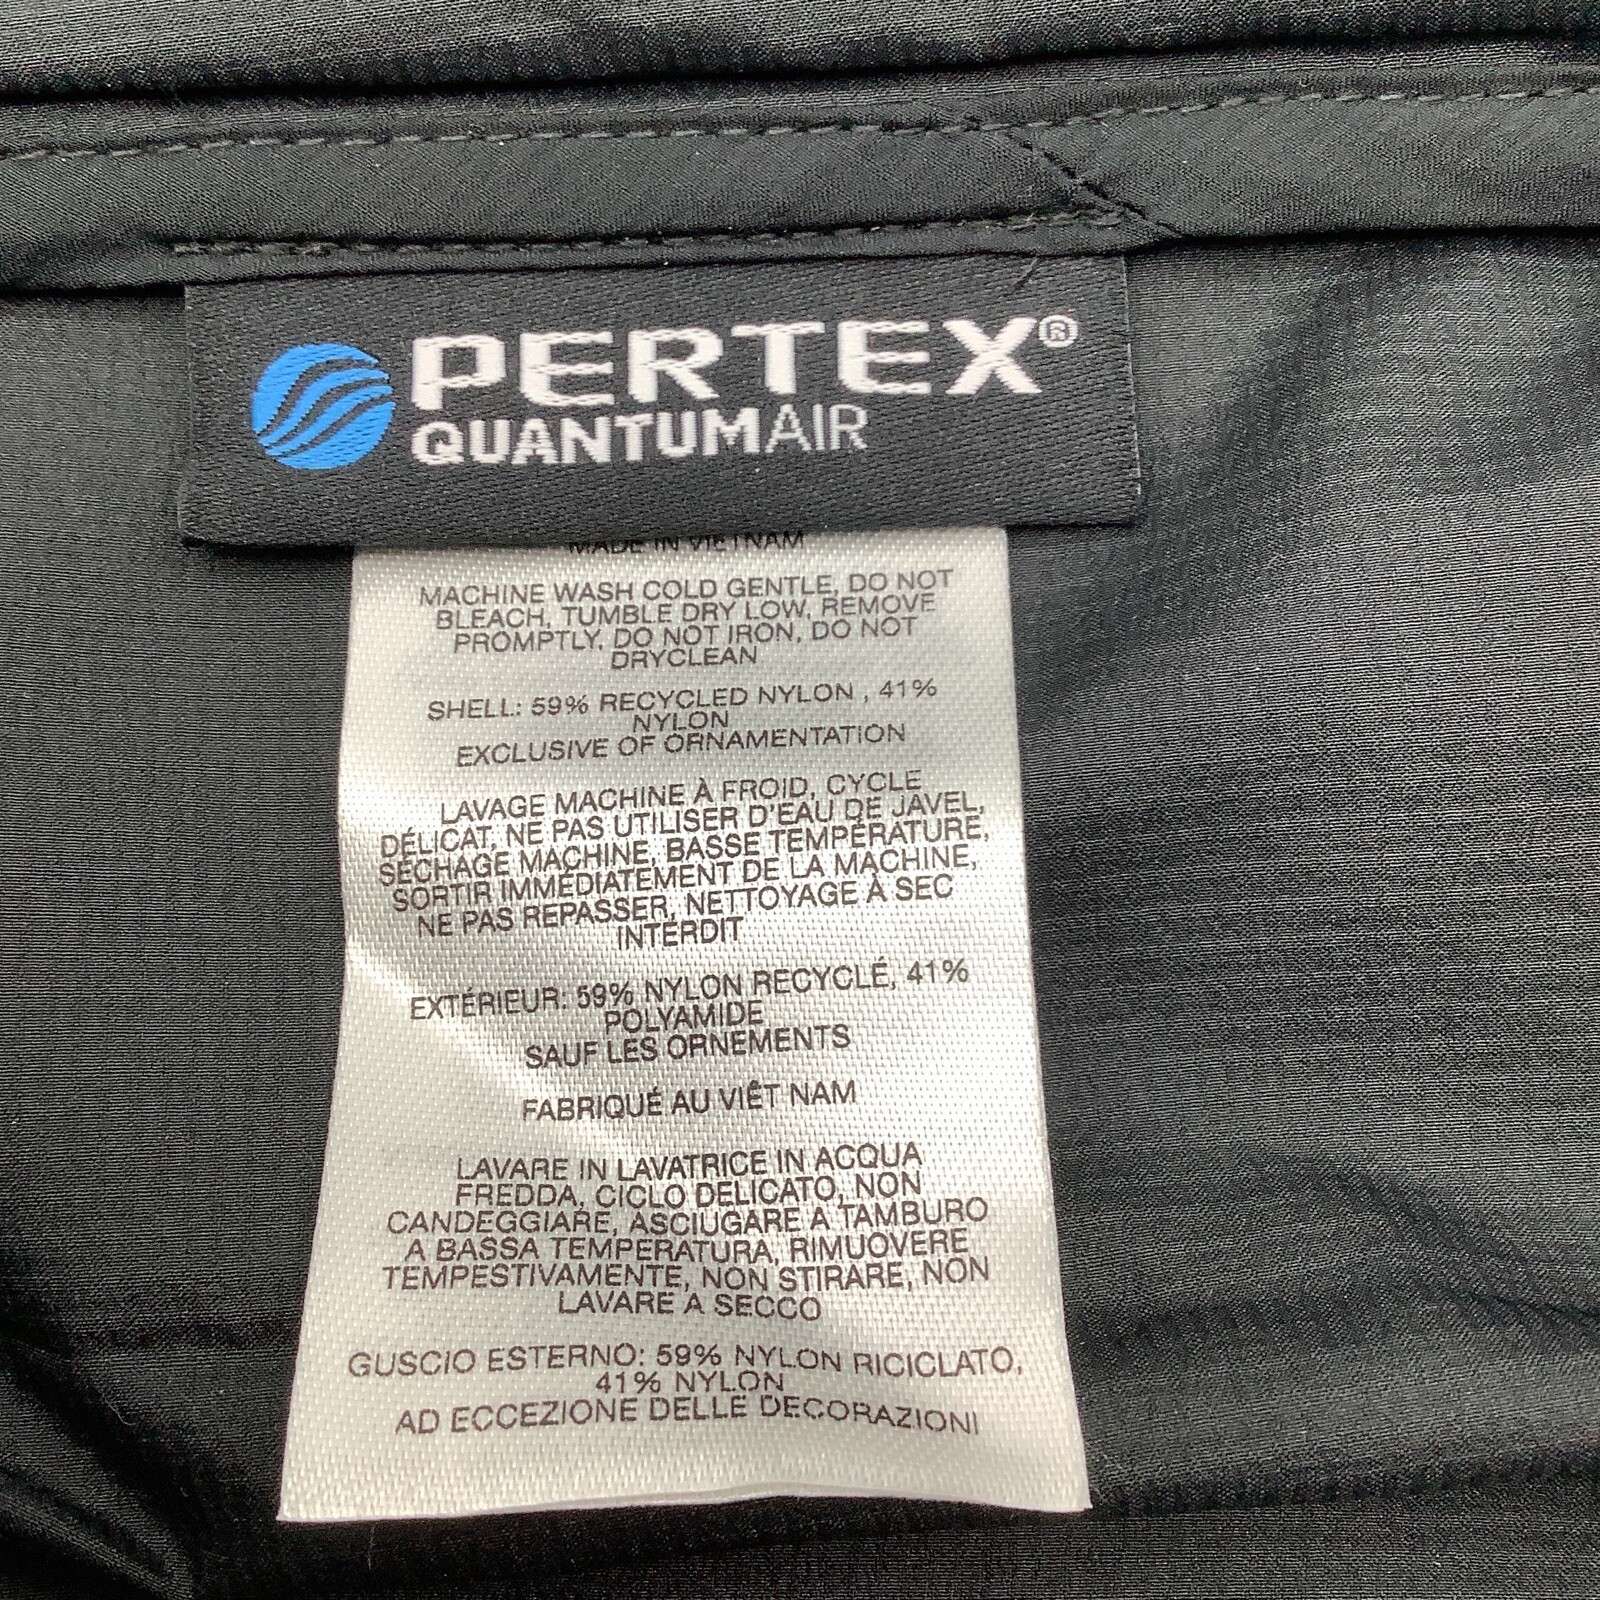 PERTEX®
QUANTUMAIR
MADE IN VIETNAM
MACHINE WASH COLD GENTLE, DO NOT
BLEACH, TUMBLE DRY LOW, REMOVE
PROMPTLY, DO NOT IRON, DO NOT
DRYCLEAN
SHELL: 59% RECYCLED NYLON , 41%
NYLON
EXCLUSIVE OF ORNAMENTATION
LAVAGE MACHINE À FROID, CYCLE
DÉLICAT, NE PAS UTILISER D'EAU DE JAVEL,
SÉCHAGE MACHINE, BASSE TEMPÉRATURE,
SORTIR IMMÉDIATEMENT DE LA MACHINE,
NE PAS REPASSER, NETTOYAGE À SEC
INTERDIT
EXTÉRIEUR: 59% NYLON RECYCLÉ, 41%
POLYAMIDE
SAUF LES ORNEMENTS
FABRIQUÉ AU VIÊT NAM
LAVARE IN LAVATRICE IN ACQUA
FREDDA, CICLO DELICATO, NON
CANDEGGIARE, ASCIUGARE A TAMBURO
A BASSA TEMPERATURA, RIMUOVERE
TEMPESTIVAMENTE, NON STIRARE, NON
LAVARE A SECCO
GUSCIO ESTERNO: 59% NYLON RICICLATO,
41% NYLON
AD ECCEZIONE DELLE DECORAZIONI